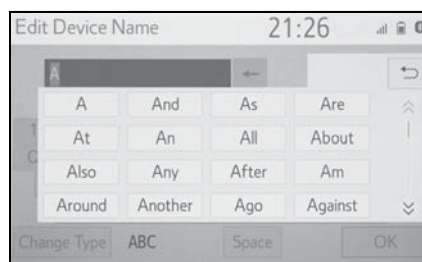 Edit Device Name 21:26
A
A And As Are
At An All About
Also Any After Am
Around Another Ago Against
Change Type ABC Space OK